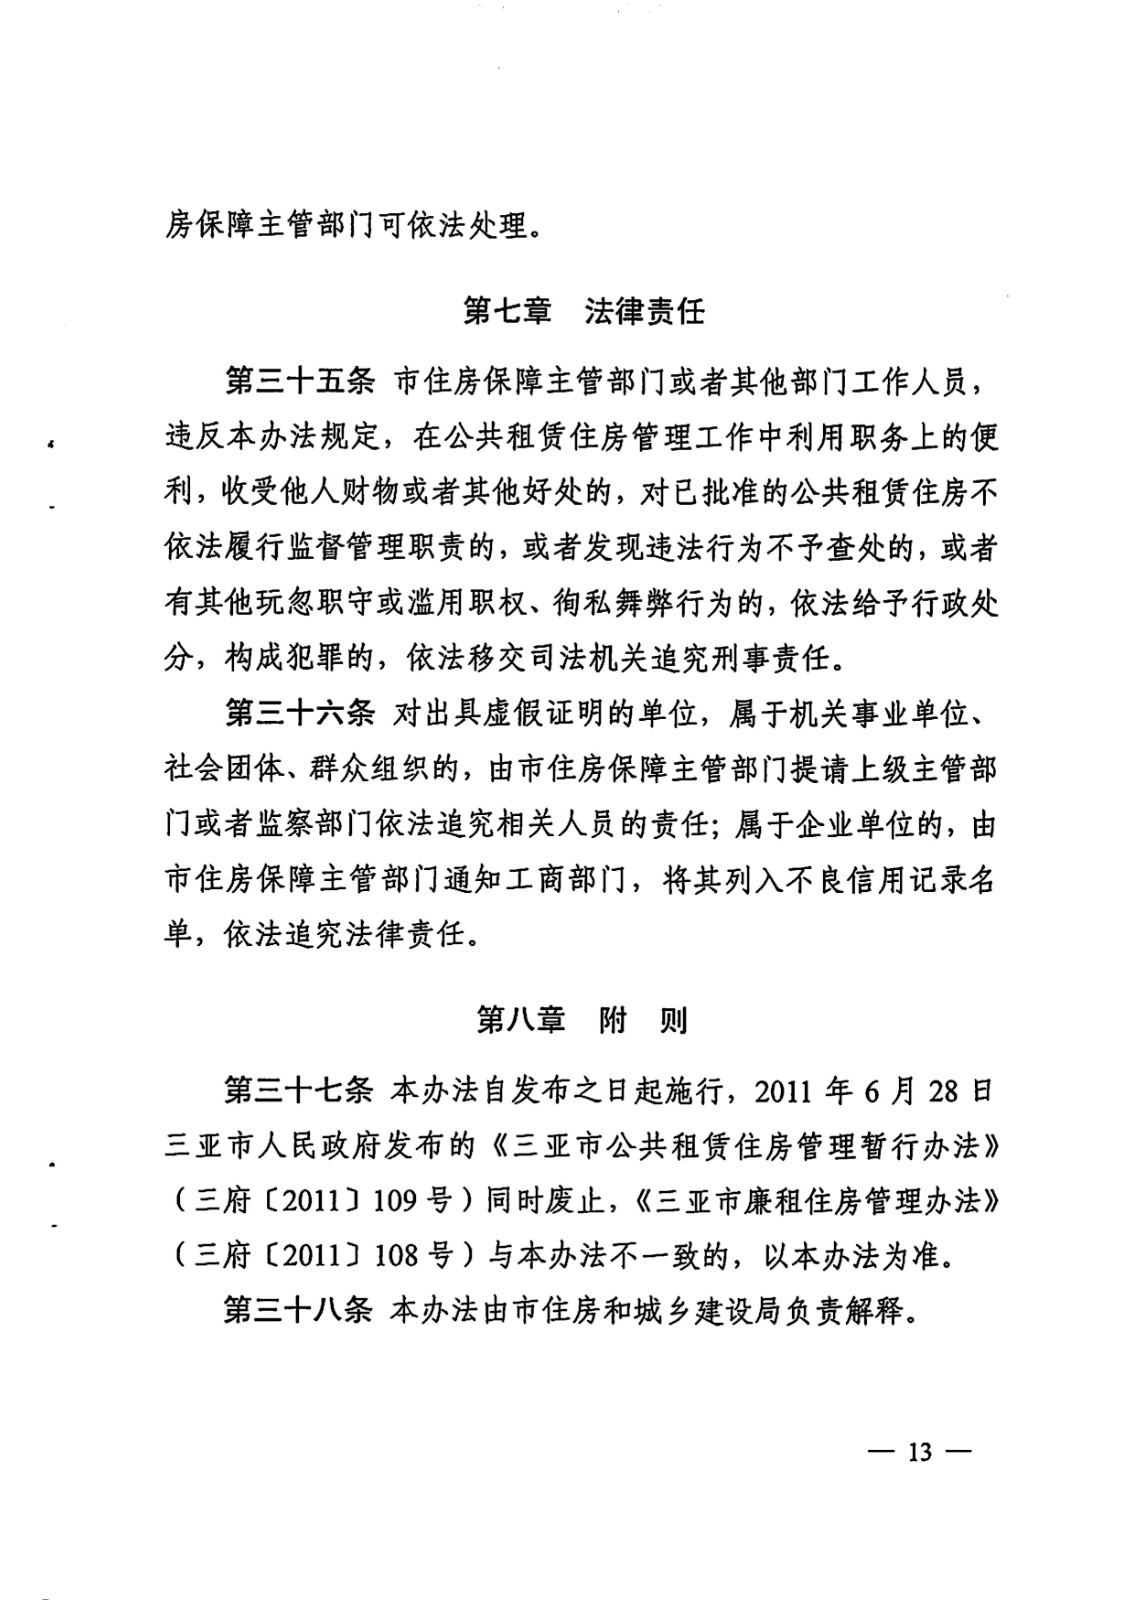 房保障主管部门可依法处理。
第七章 法律责任
第三十五条 市住房保障主管部门或者其他部门工作人员，
违反本办法规定，在公共租赁住房管理工作中利用职务上的便
利，收受他人财物或者其他好处的，对已批准的公共租赁住房不
依法履行监督管理职责的，或者发现违法行为不予查处的，或者
有其他玩忽职守或滥用职权、徇私舞弊行为的，依法给予行政处
分，构成犯罪的，依法移交司法机关追究刑事责任。
第三十六条 对出具虚假证明的单位，属于机关事业单位、
社会团体、群众组织的，由市住房保障主管部门提请上级主管部
门或者监察部门依法追究相关人员的责任；属于企业单位的，由
市住房保障主管部门通知工商部门，将其列入不良信用记录名
单，依法追究法律责任。
第八章 附 则
第三十七条 本办法自发布之日起施行，2011 年 6 月 28 日
三亚市人民政府发布的《三亚市公共租赁住房管理暂行办法》
（三府〔2011〕109 号）同时废止，《三亚市廉租住房管理办法》
（三府〔2011〕108 号）与本办法不一致的，以本办法为准。
第三十八条 本办法由市住房和城乡建设局负责解释。
— 13 —